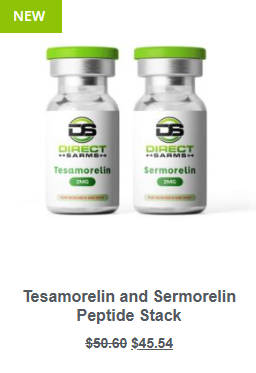 NEW
DS
DIRECT
SARMS
Tesamorelin
2MG
DS
DIRECT
SARMS
Sermorelin
2MG
Tesamorelin and Sermorelin
Peptide Stack
$50.60 $45.54